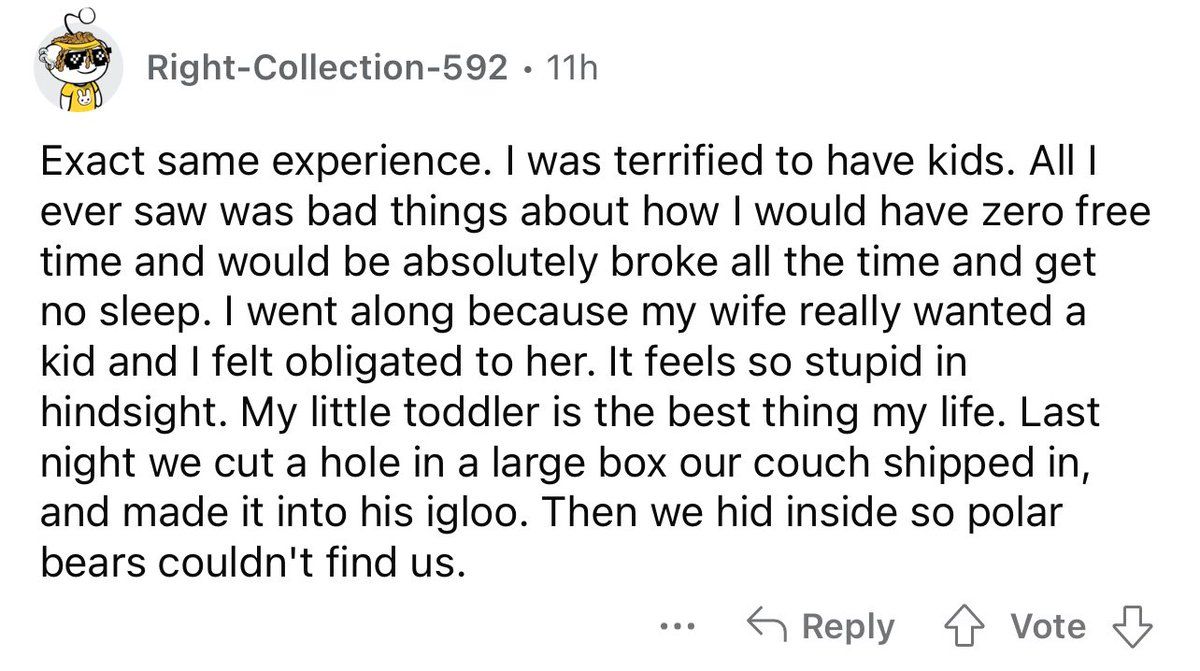 Right-Collection-592 • 11h
Exact same experience. I was terrified to have kids. All I
ever saw was bad things about how I would have zero free
time and would be absolutely broke all the time and get
no sleep. I went along because my wife really wanted a
kid and I felt obligated to her. It feels so stupid in
hindsight. My little toddler is the best thing my life. Last
night we cut a hole in a large box our couch shipped in,
and made it into his igloo. Then we hid inside so polar
bears couldn't find us.
... Reply Vote